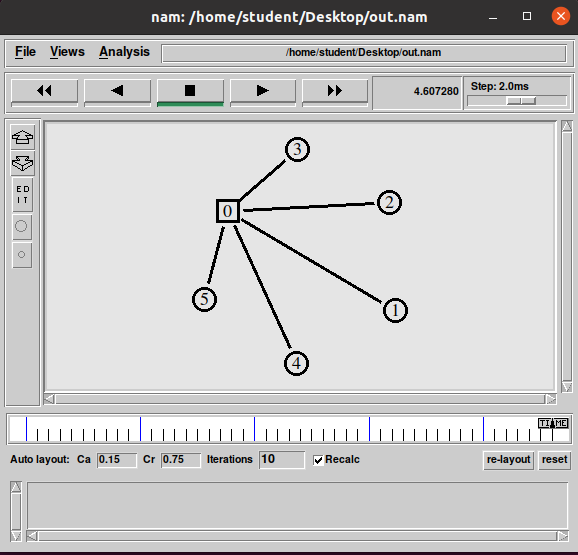 nam: /home/student/Desktop/out.nam
File Views Analysis /home/student/Desktop/out.nam
4.607280 Step: 2.0ms
ED
IT
3
2
0
5
1
4
TIME
Auto layout: Ca 0.15 Cr 0.75 Iterations 10 Recalc re-layout reset